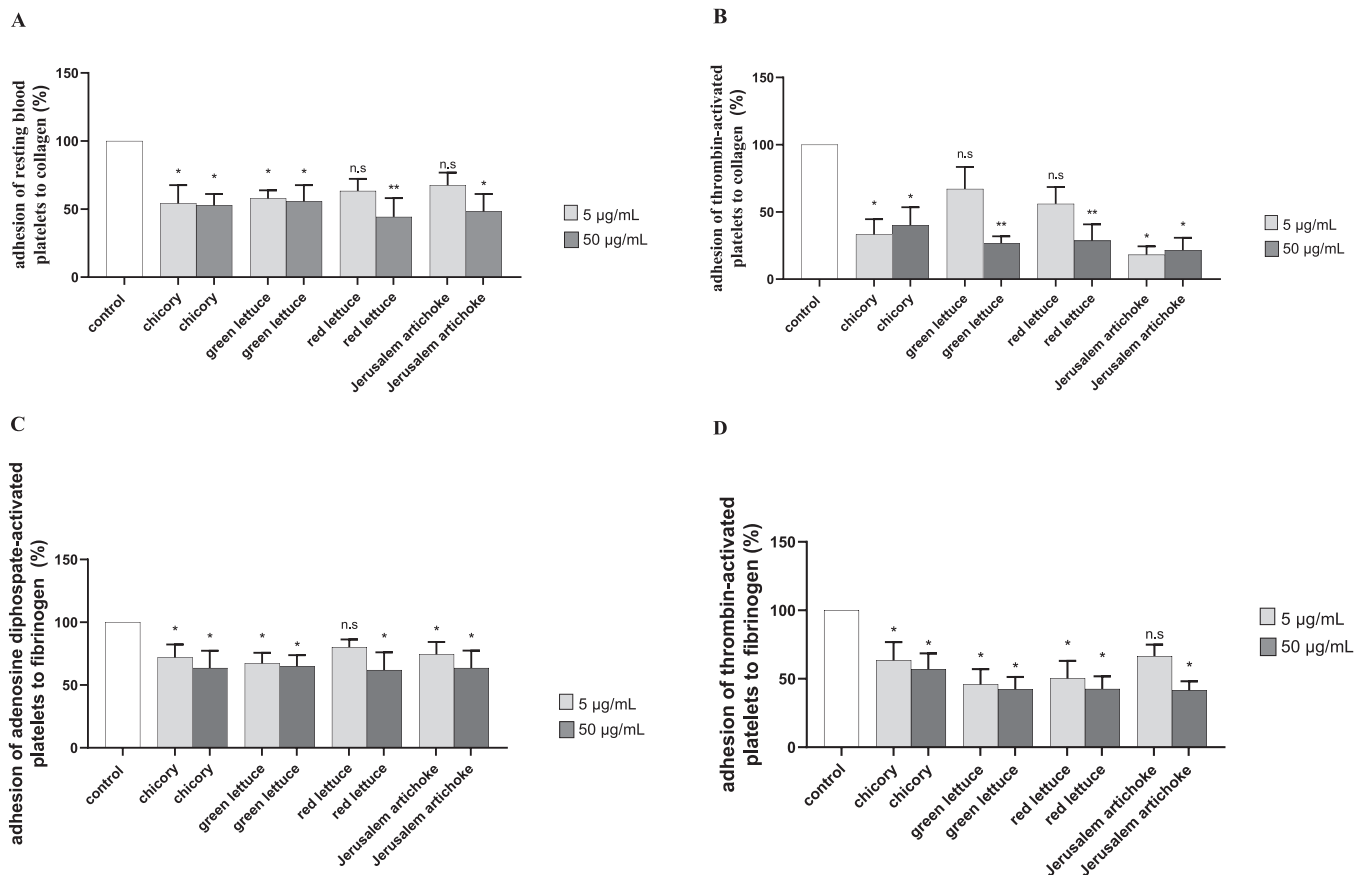 A
adhesion of resting blood
platelets to collagen (%)
150
100
50
0
*
*
*
*
n.s
**
n.s
*
control
chicory
chicory
green lettuce
green lettuce
red lettuce
red lettuce
Jerusalem artichoke
Jerusalem artichoke
5 µg/mL
50 µg/mL
B
adhesion of thrombin-activated
platelets to collagen (%)
150
100
50
0
*
*
n.s
**
n.s
**
*
*
control
chicory
chicory
green lettuce
green lettuce
red lettuce
red lettuce
Jerusalem artichoke
Jerusalem artichoke
5 µg/mL
50 µg/mL
C
adhesion of adenosine diphospate-activated
platelets to fibrinogen (%)
150
100
50
0
*
*
*
*
n.s
*
*
*
control
chicory
chicory
green lettuce
green lettuce
red lettuce
red lettuce
Jerusalem artichoke
Jerusalem artichoke
5 µg/mL
50 µg/mL
D
adhesion of thrombin-activated
platelets to fibrinogen (%)
150
100
50
0
*
*
*
*
*
*
n.s
*
control
chicory
chicory
green lettuce
green lettuce
red lettuce
red lettuce
Jerusalem artichoke
Jerusalem artichoke
5 µg/mL
50 µg/mL